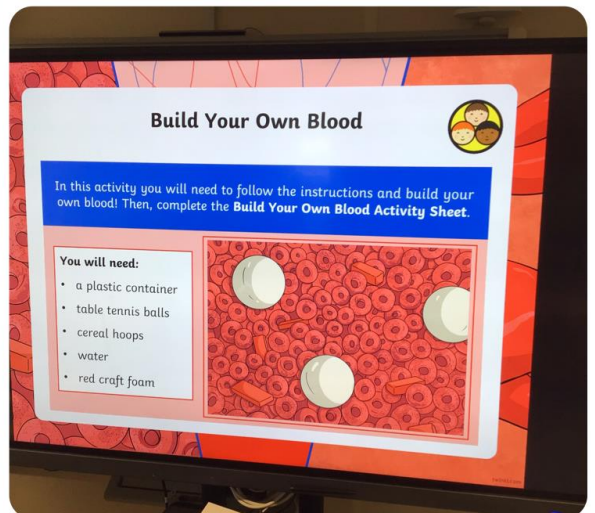 Build Your Own Blood
In this activity you will need to follow the instructions and build your
own blood! Then, complete the Build Your Own Blood Activity Sheet.
You will need:
• a plastic container
• table tennis balls
• cereal hoops
• water
• red craft foam